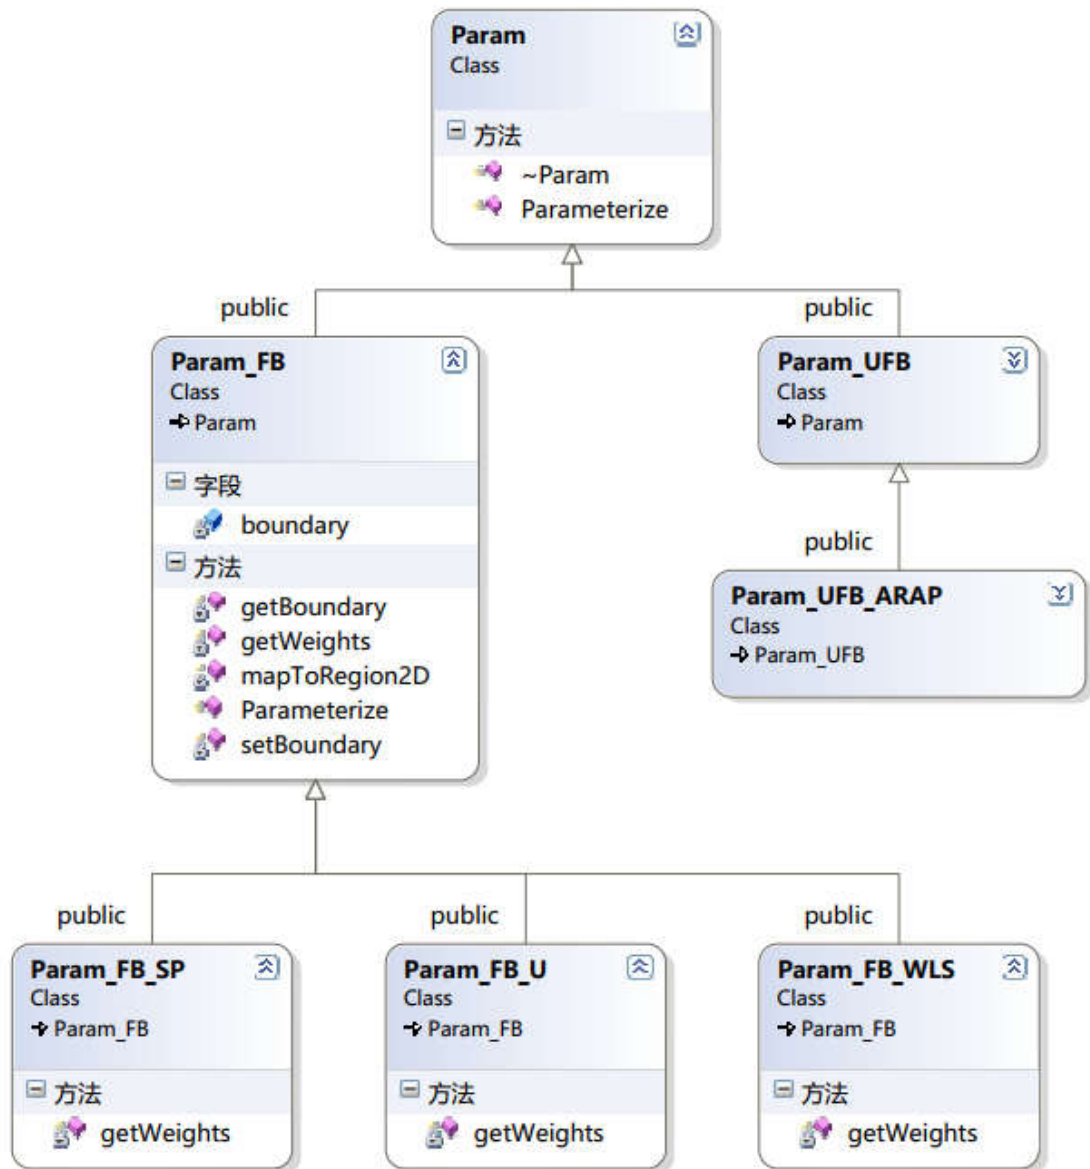 Param
Class
方法
~Param
Parameterize
public
public
Param_FB
Class
Param
字段
boundary
方法
getBoundary
getWeights
mapToRegion2D
Parameterize
setBoundary
Param_UFB
Class
Param
public
Param_UFB_ARAP
Class
Param_UFB
public
public
public
Param_FB_SP
Class
Param_FB
方法
getWeights
Param_FB_U
Class
Param_FB
方法
getWeights
Param_FB_WLS
Class
Param_FB
方法
getWeights